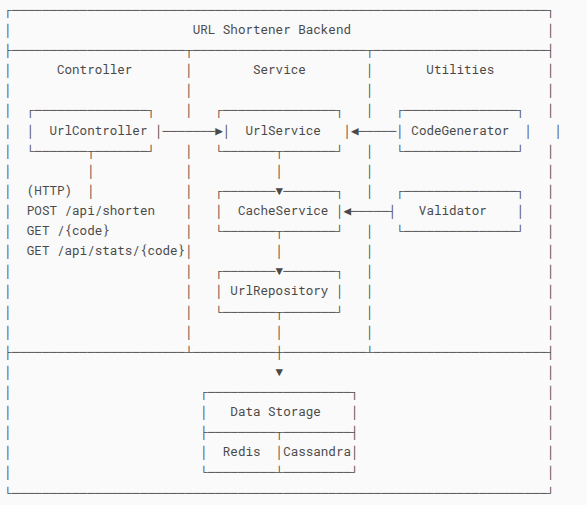 URL Shortener Backend
Controller Service Utilities
UrlController UrlService CodeGenerator
(HTTP)
POST /api/shorten CacheService Validator
GET /{code}
GET /api/stats/{code}
UrlRepository
Data Storage
Redis Cassandra